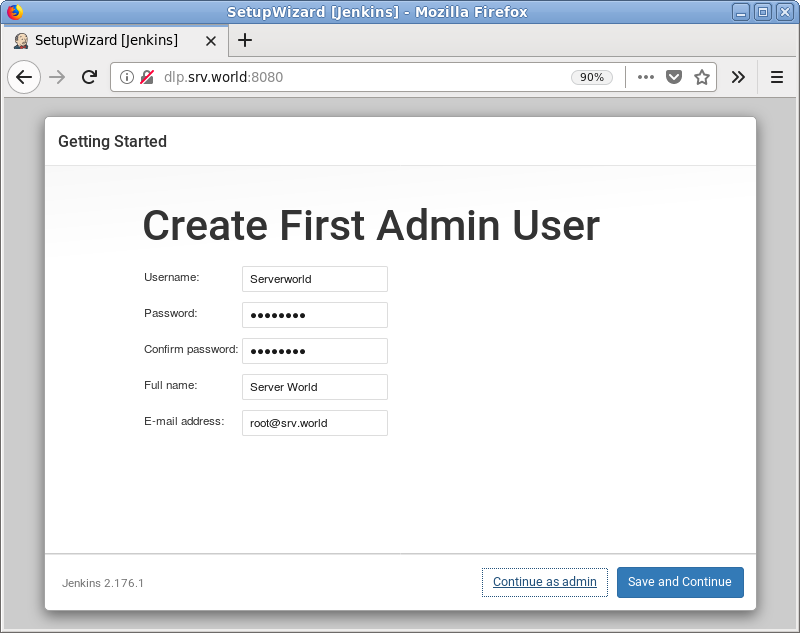 SetupWizard [Jenkins] - Mozilla Firefox
SetupWizard [Jenkins]
dlp.srv.world:8080
90%
Getting Started
Create First Admin User
Username: Serverworld
Password: ●●●●●●●●
Confirm password: ●●●●●●●●
Full name: Server World
E-mail address: root@srv.world
Jenkins 2.176.1 Continue as admin Save and Continue